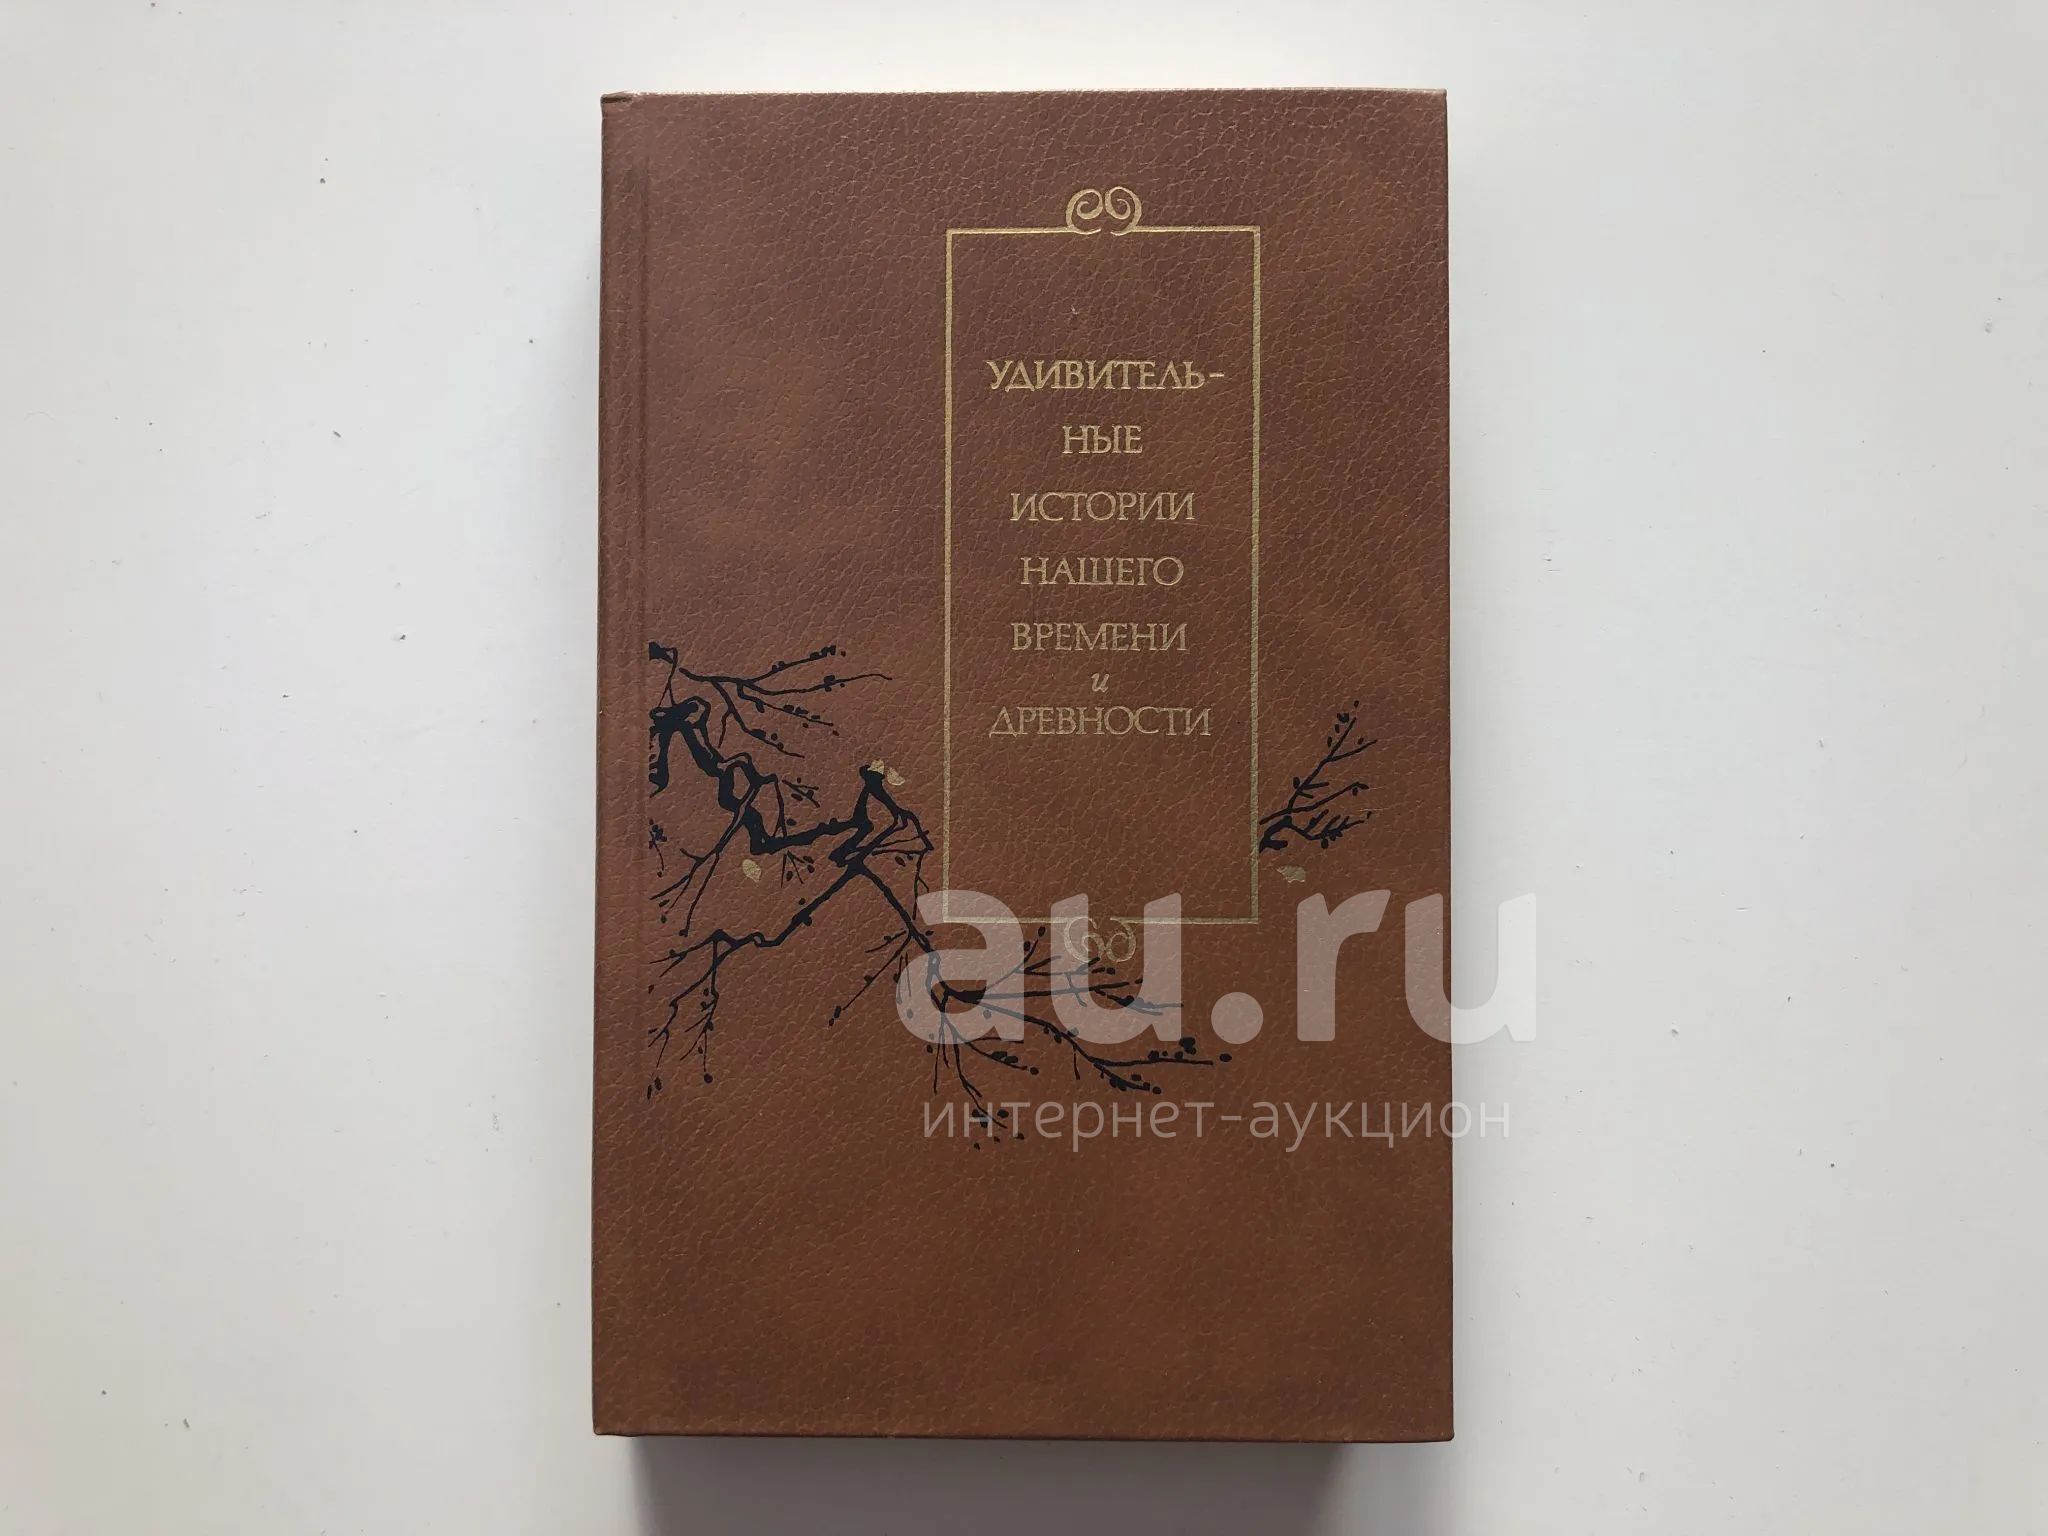 УДИВИТЕЛЬ-
НЫЕ
ИСТОРИИ
НАШЕГО
ВРЕМЕНИ
и
ДРЕВНОСТИ
au.ru
интернет-аукцион